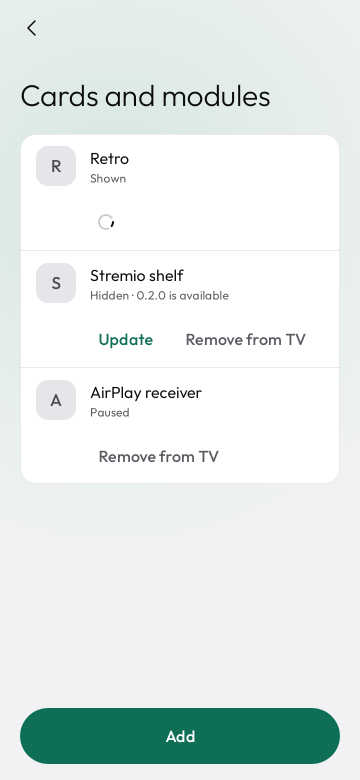 Cards and modules
R
Retro
Shown
S
Stremio shelf
Hidden · 0.2.0 is available
Update
Remove from TV
A
AirPlay receiver
Paused
Remove from TV
Add